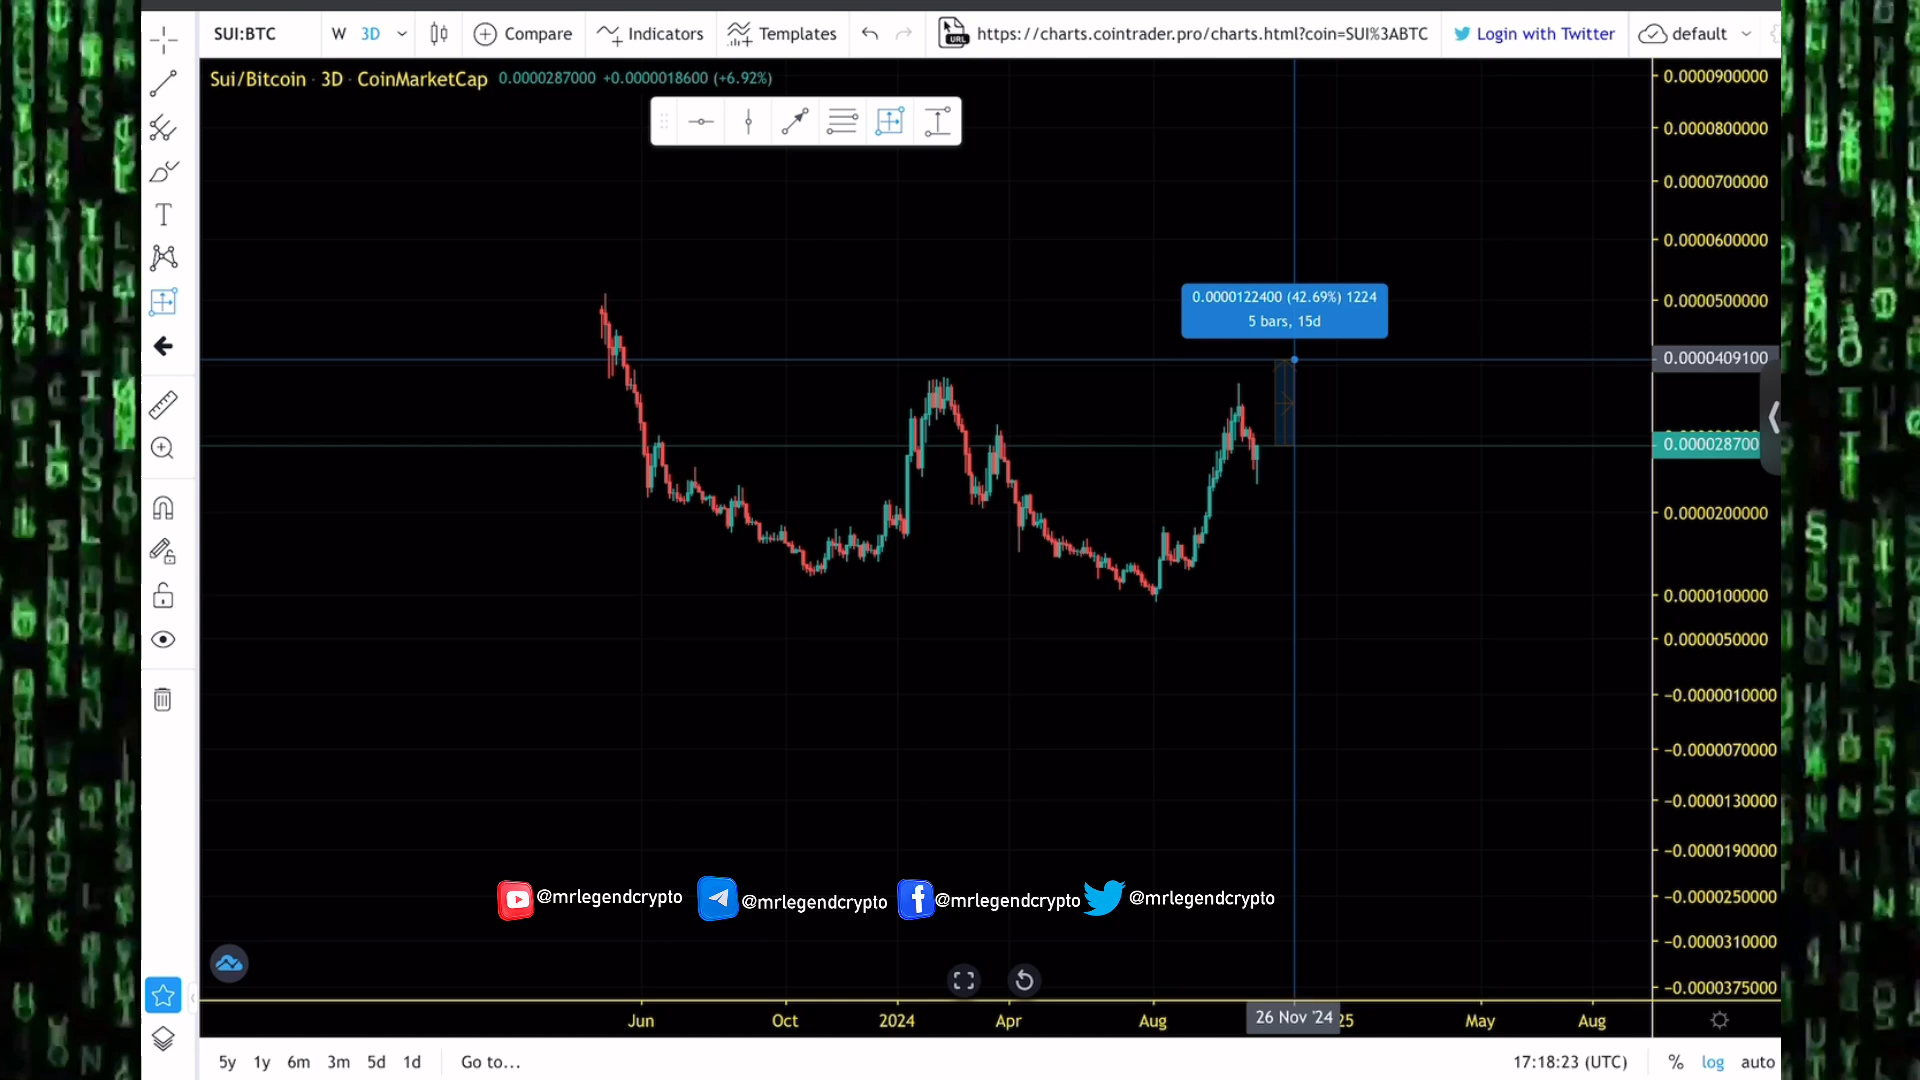 SUI:BTC W 3D Compare Indicators Templates URL https://charts.cointrader.pro/charts.html?coin=SUI%3ABTC Login with Twitter default
Sui/Bitcoin · 3D · CoinMarketCap 0.0000287000 +0.0000018600 (+6.92%)
0.0000900000
0.0000800000
0.0000700000
0.0000600000
0.0000500000
0.0000122400 (42.69%) 1224
5 bars, 15d
0.0000409100
0.000028700
0.0000200000
0.0000100000
0.0000050000
−0.0000010000
−0.0000070000
−0.0000130000
−0.0000190000
−0.0000250000
−0.0000310000
−0.0000375000
@mrlegendcrypto @mrlegendcrypto @mrlegendcrypto @mrlegendcrypto
Jun Oct 2024 Apr Aug 26 Nov '24 25 May Aug
5y 1y 6m 3m 5d 1d Go to... 17:18:23 (UTC) % log auto